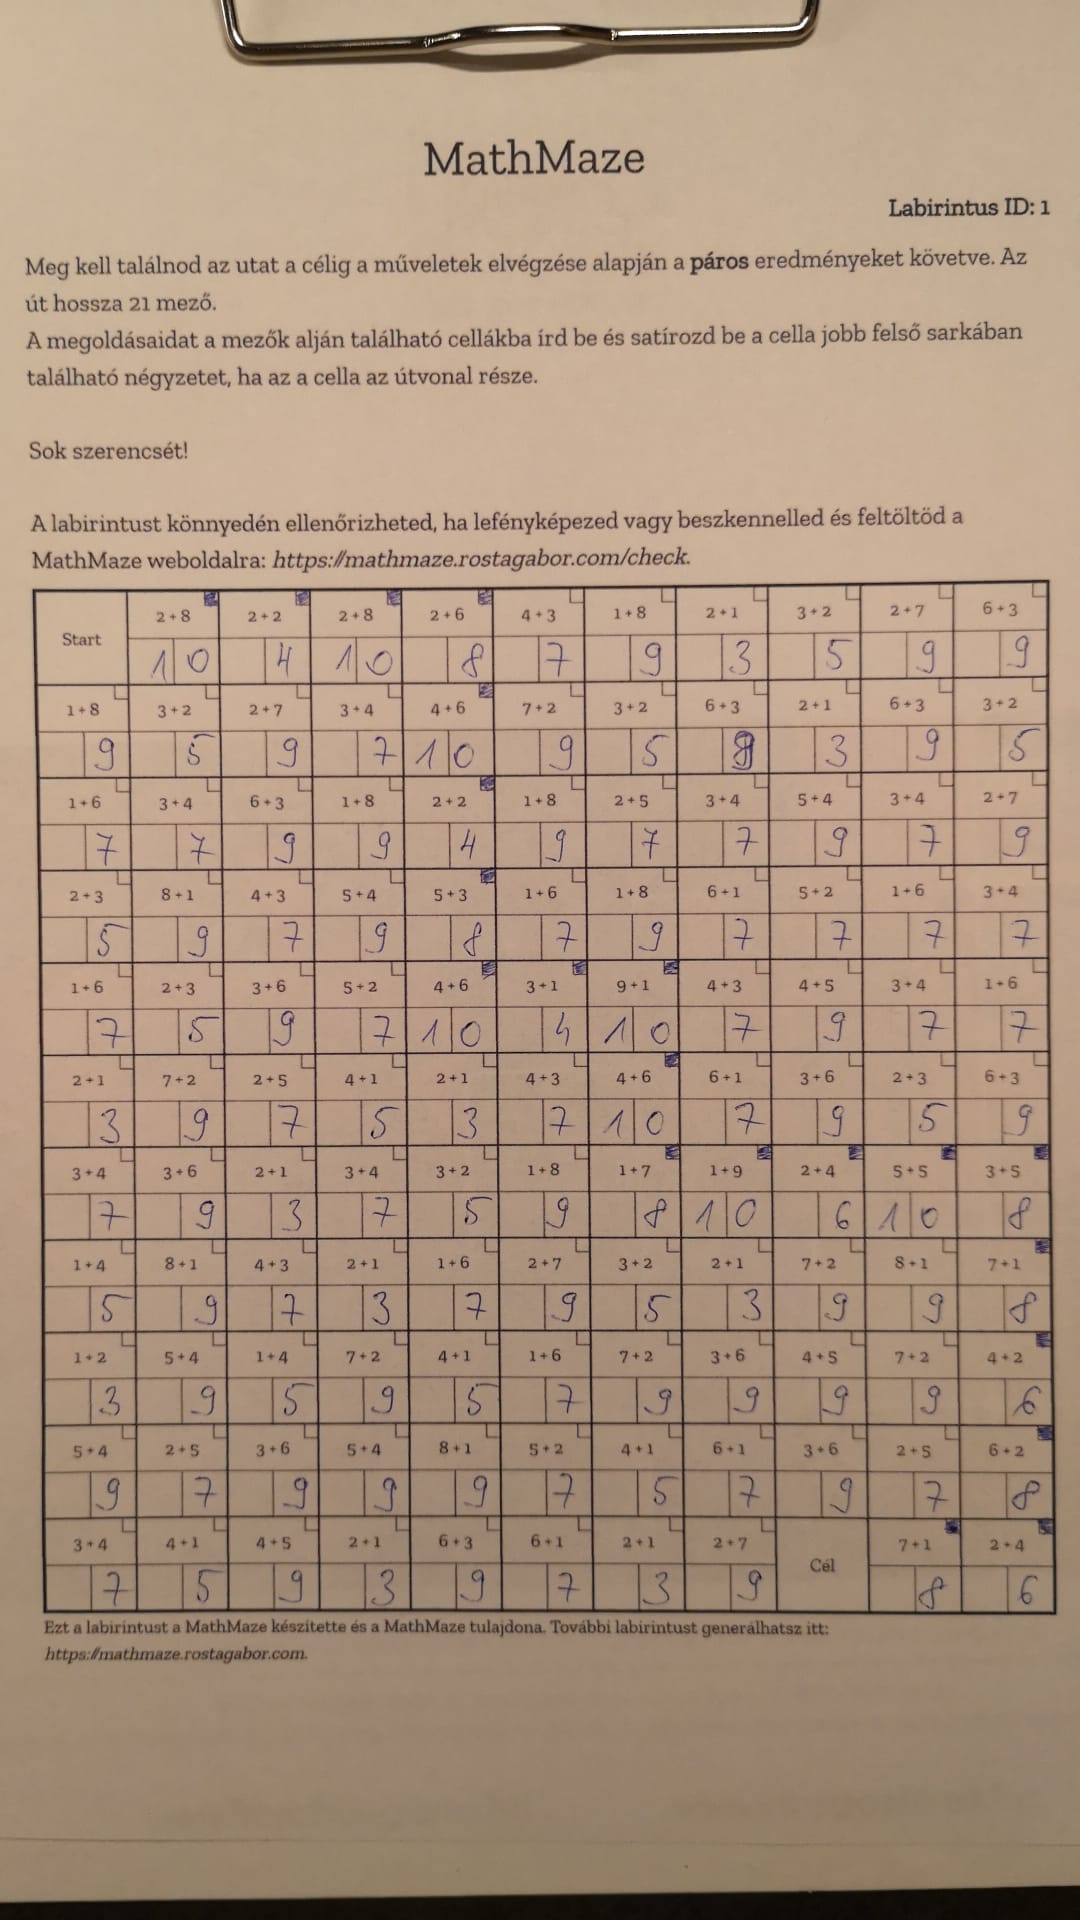 MathMaze
Labirintus ID: 1
Meg kell találnod az utat a célig a műveletek elvégzése alapján a páros eredményeket követve. Az
út hossza 21 mező.
A megoldásaidat a mezők alján található cellákba írd be és satírozd be a cella jobb felső sarkában
található négyzetet, ha az a cella az útvonal része.
Sok szerencsét!
A labirintust könnyedén ellenőrizheted, ha lefényképezed vagy beszkenneled és feltöltöd a
MathMaze weboldalra: https://mathmaze.rostagabor.com/check.
Start 2+8 2+2 2+8 2+6 4+3 1+8 2+1 3+2 2+7 6+3
10 4 10 8 7 9 3 5 9 9
1+8 3+2 2+7 3+4 4+6 7+2 3+2 6+3 2+1 6+3 3+2
9 5 9 7 10 9 5 9 3 9 5
1+6 3+4 6+3 1+8 2+2 1+8 2+5 3+4 5+4 3+4 2+7
7 7 9 9 4 9 7 7 9 7 9
2+3 8+1 4+3 5+4 5+3 1+6 1+8 6+1 5+2 1+6 3+4
5 9 7 9 8 7 9 7 7 7 7
1+6 2+3 3+6 5+2 4+6 3+1 9+1 4+3 4+5 3+4 1+6
7 5 9 7 10 4 10 7 9 7 7
2+1 7+2 2+5 4+1 2+1 4+3 4+6 6+1 3+6 2+3 6+3
3 9 7 5 3 7 10 7 9 5 9
3+4 3+6 2+1 3+4 3+2 1+8 1+7 1+9 2+4 5+5 3+5
7 9 3 7 5 9 8 10 6 10 8
1+4 8+1 4+3 2+1 1+6 2+7 3+2 2+1 7+2 8+1 7+1
5 9 7 3 7 9 5 3 9 9 8
1+2 5+4 1+4 7+2 4+1 1+6 7+2 3+6 4+5 7+2 4+2
3 9 5 9 5 7 9 9 9 9 6
5+4 2+5 3+6 5+4 8+1 5+2 4+1 6+1 3+6 2+5 6+2
9 7 9 9 9 7 5 7 9 7 8
3+4 4+1 4+5 2+1 6+3 6+1 2+1 2+7 Cél 7+1 2+4
7 5 9 3 9 7 3 9 8 6
Ezt a labirintust a MathMaze készítette és a MathMaze tulajdona. További labirintust generálhatsz itt:
https://mathmaze.rostagabor.com.